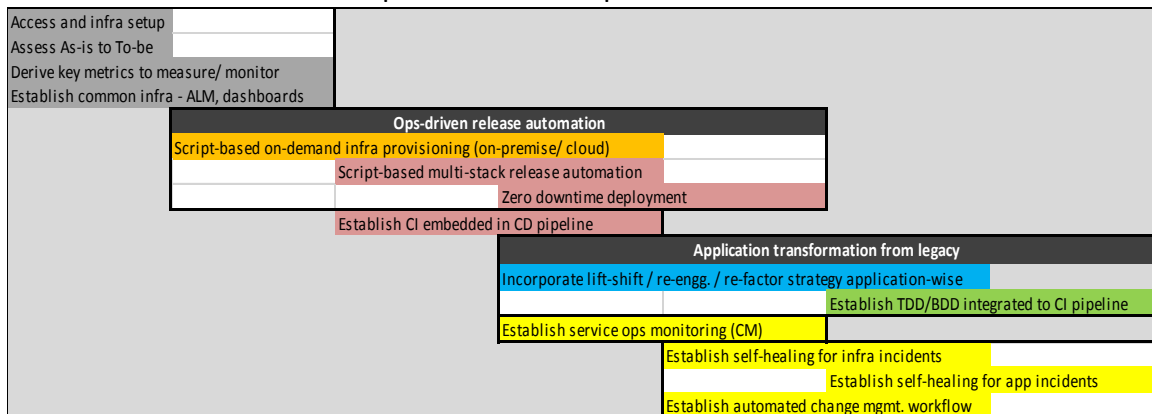 Access and infra setup
Assess As-is to To-be
Derive key metrics to measure/ monitor
Establish common infra - ALM, dashboards
Ops-driven release automation
Script-based on-demand infra provisioning (on-premise/ cloud)
Script-based multi-stack release automation
Zero downtime deployment
Establish CI embedded in CD pipeline
Application transformation from legacy
Incorporate lift-shift / re-engg. / re-factor strategy application-wise
Establish TDD/BDD integrated to CI pipeline
Establish service ops monitoring (CM)
Establish self-healing for infra incidents
Establish self-healing for app incidents
Establish automated change mgmt. workflow